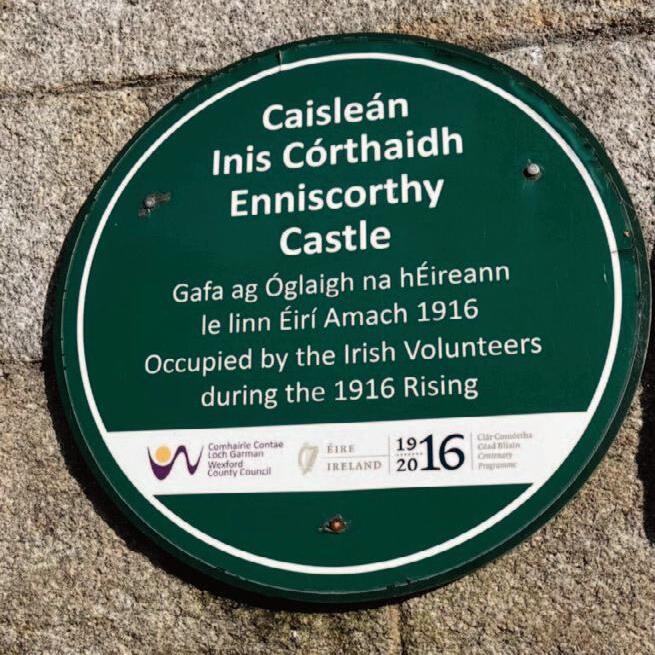 Caisleán
Inis Córthaidh
Enniscorthy
Castle
Gafa ag Óglaigh na hÉireann
le linn Éirí Amach 1916
Occupied by the Irish Volunteers
during the 1916 Rising
Comhairle Contae
Loch Garman
Wexford
County Council
ÉIRE
IRELAND
19
2016
Clár Comórtha
Céad Bliain
Centenary
Programme